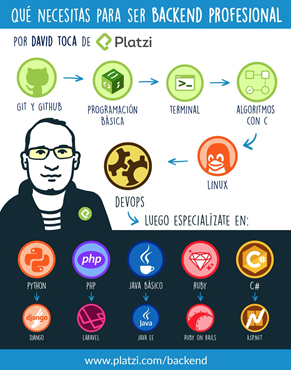 QUÉ NECESITAS PARA SER BACKEND PROFESIONAL
POR DAVID TOCA DE Platzi
GIT Y GITHUB
PROGRAMACIÓN
BÁSICA
TERMINAL
ALGORITMOS
CON C
DEVOPS
LINUX
LUEGO ESPECIALÍZATE EN:
PYTHON
PHP
JAVA BÁSICO
RUBY
C#
DJANGO
LARAVEL
JAVA EE
RUBY ON RAILS
ASP.NET
www.platzi.com/backend